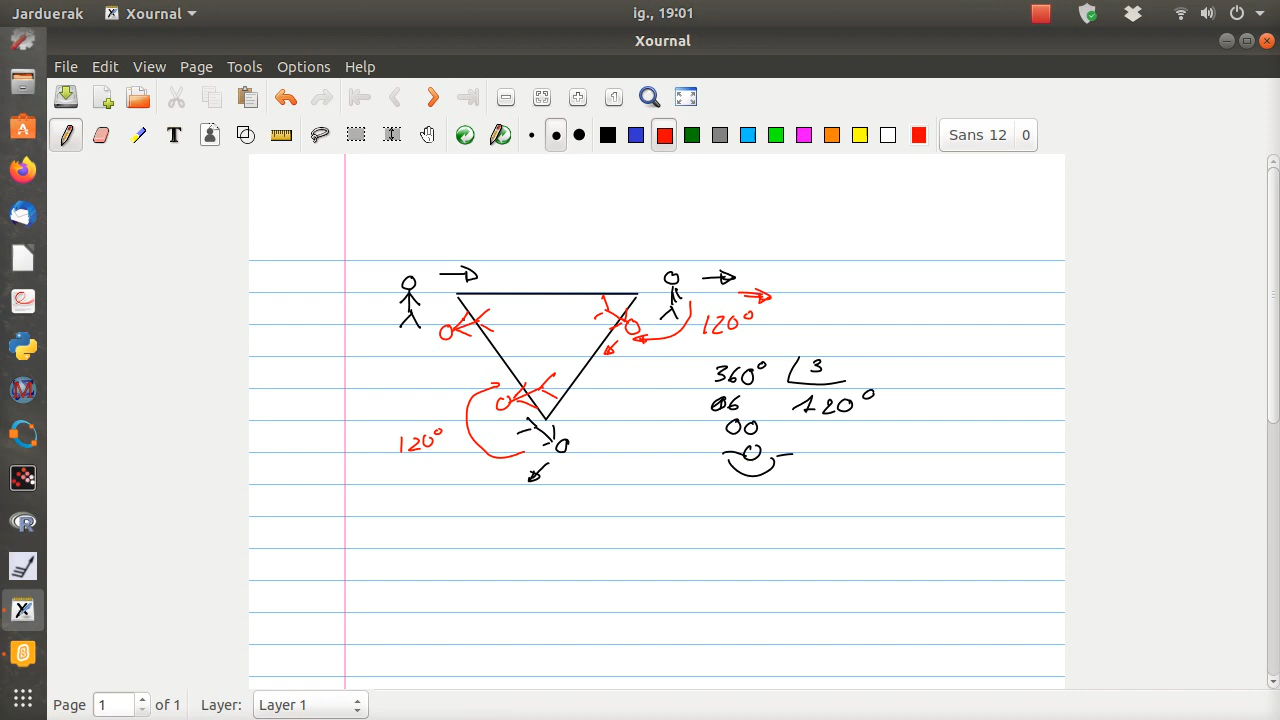 Jarduerak
Xournal
ig., 19:01
Xournal
File Edit View Page Tools Options Help
Sans 12 0
120°
360° 3
06 120°
00
0
120°
Page 1 of 1 Layer: Layer 1